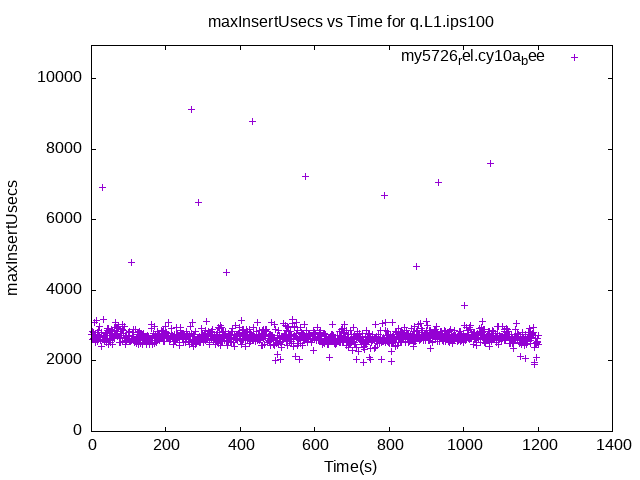 maxInsertUsecs vs Time for q.L1.ips100
my5726rel.cy10abee
maxInsertUsecs
10000
8000
6000
4000
2000
0
0 200 400 600 800 1000 1200 1400
Time(s)